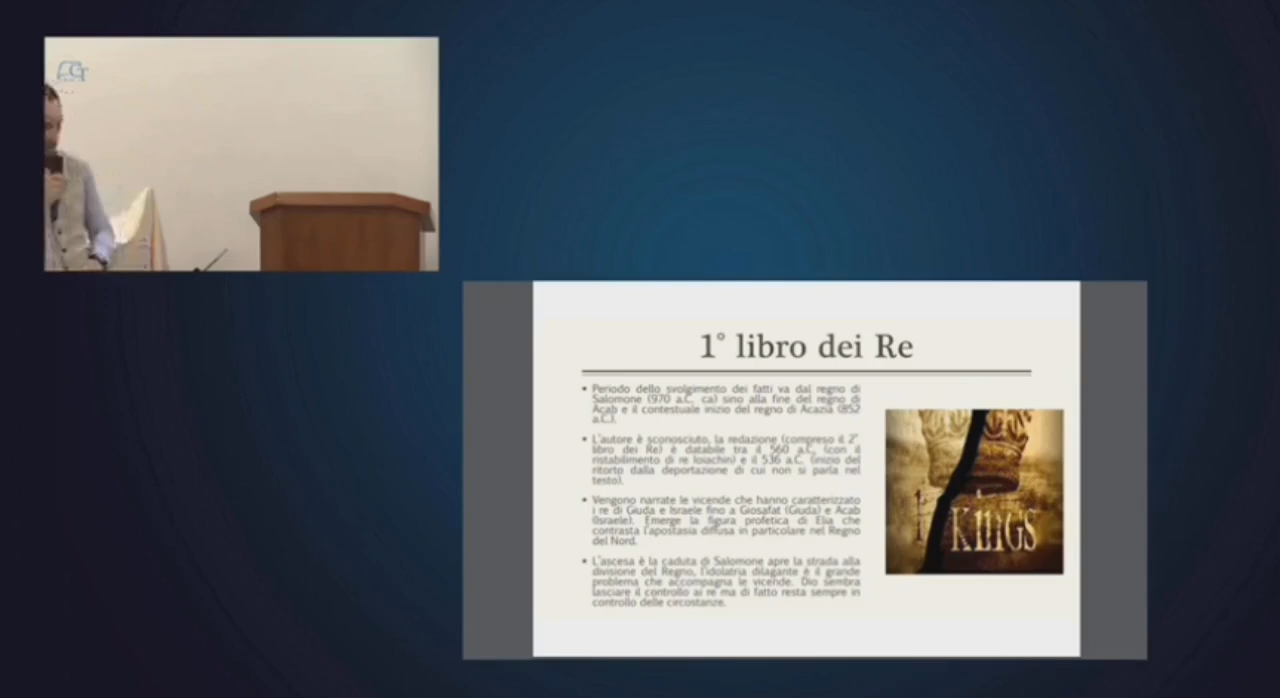 CT
1° libro dei Re
▪ Periodo dello svolgimento dei fatti va dal regno di
Salomone (970 a.C. ca) sino alla fine del regno di
Acab e il contestuale inizio del regno di Acazia (852
a.C.).
▪ L'autore è sconosciuto, la redazione (compreso il 2°
libro dei Re) è databile tra il 560 a.C. (con il
ristabilimento di re Ioiachin) e il 536 a.C. (inizio del
ritorto dalla deportazione di cui non si parla nel
testo).
▪ Vengono narrate le vicende che hanno caratterizzato
i re di Giuda e Israele fino a Giosafat (Giuda) e Acab
(Israele). Emerge la figura profetica di Elia che
contrasta l'apostasia diffusa in particolare nel Regno
del Nord.
▪ L'ascesa è la caduta di Salomone apre la strada alla
divisione del Regno, l'idolatria dilagante è il grande
problema che accompagna le vicende. Dio sembra
lasciare il controllo ai re ma di fatto resta sempre in
controllo delle circostanze.
1 KINGS